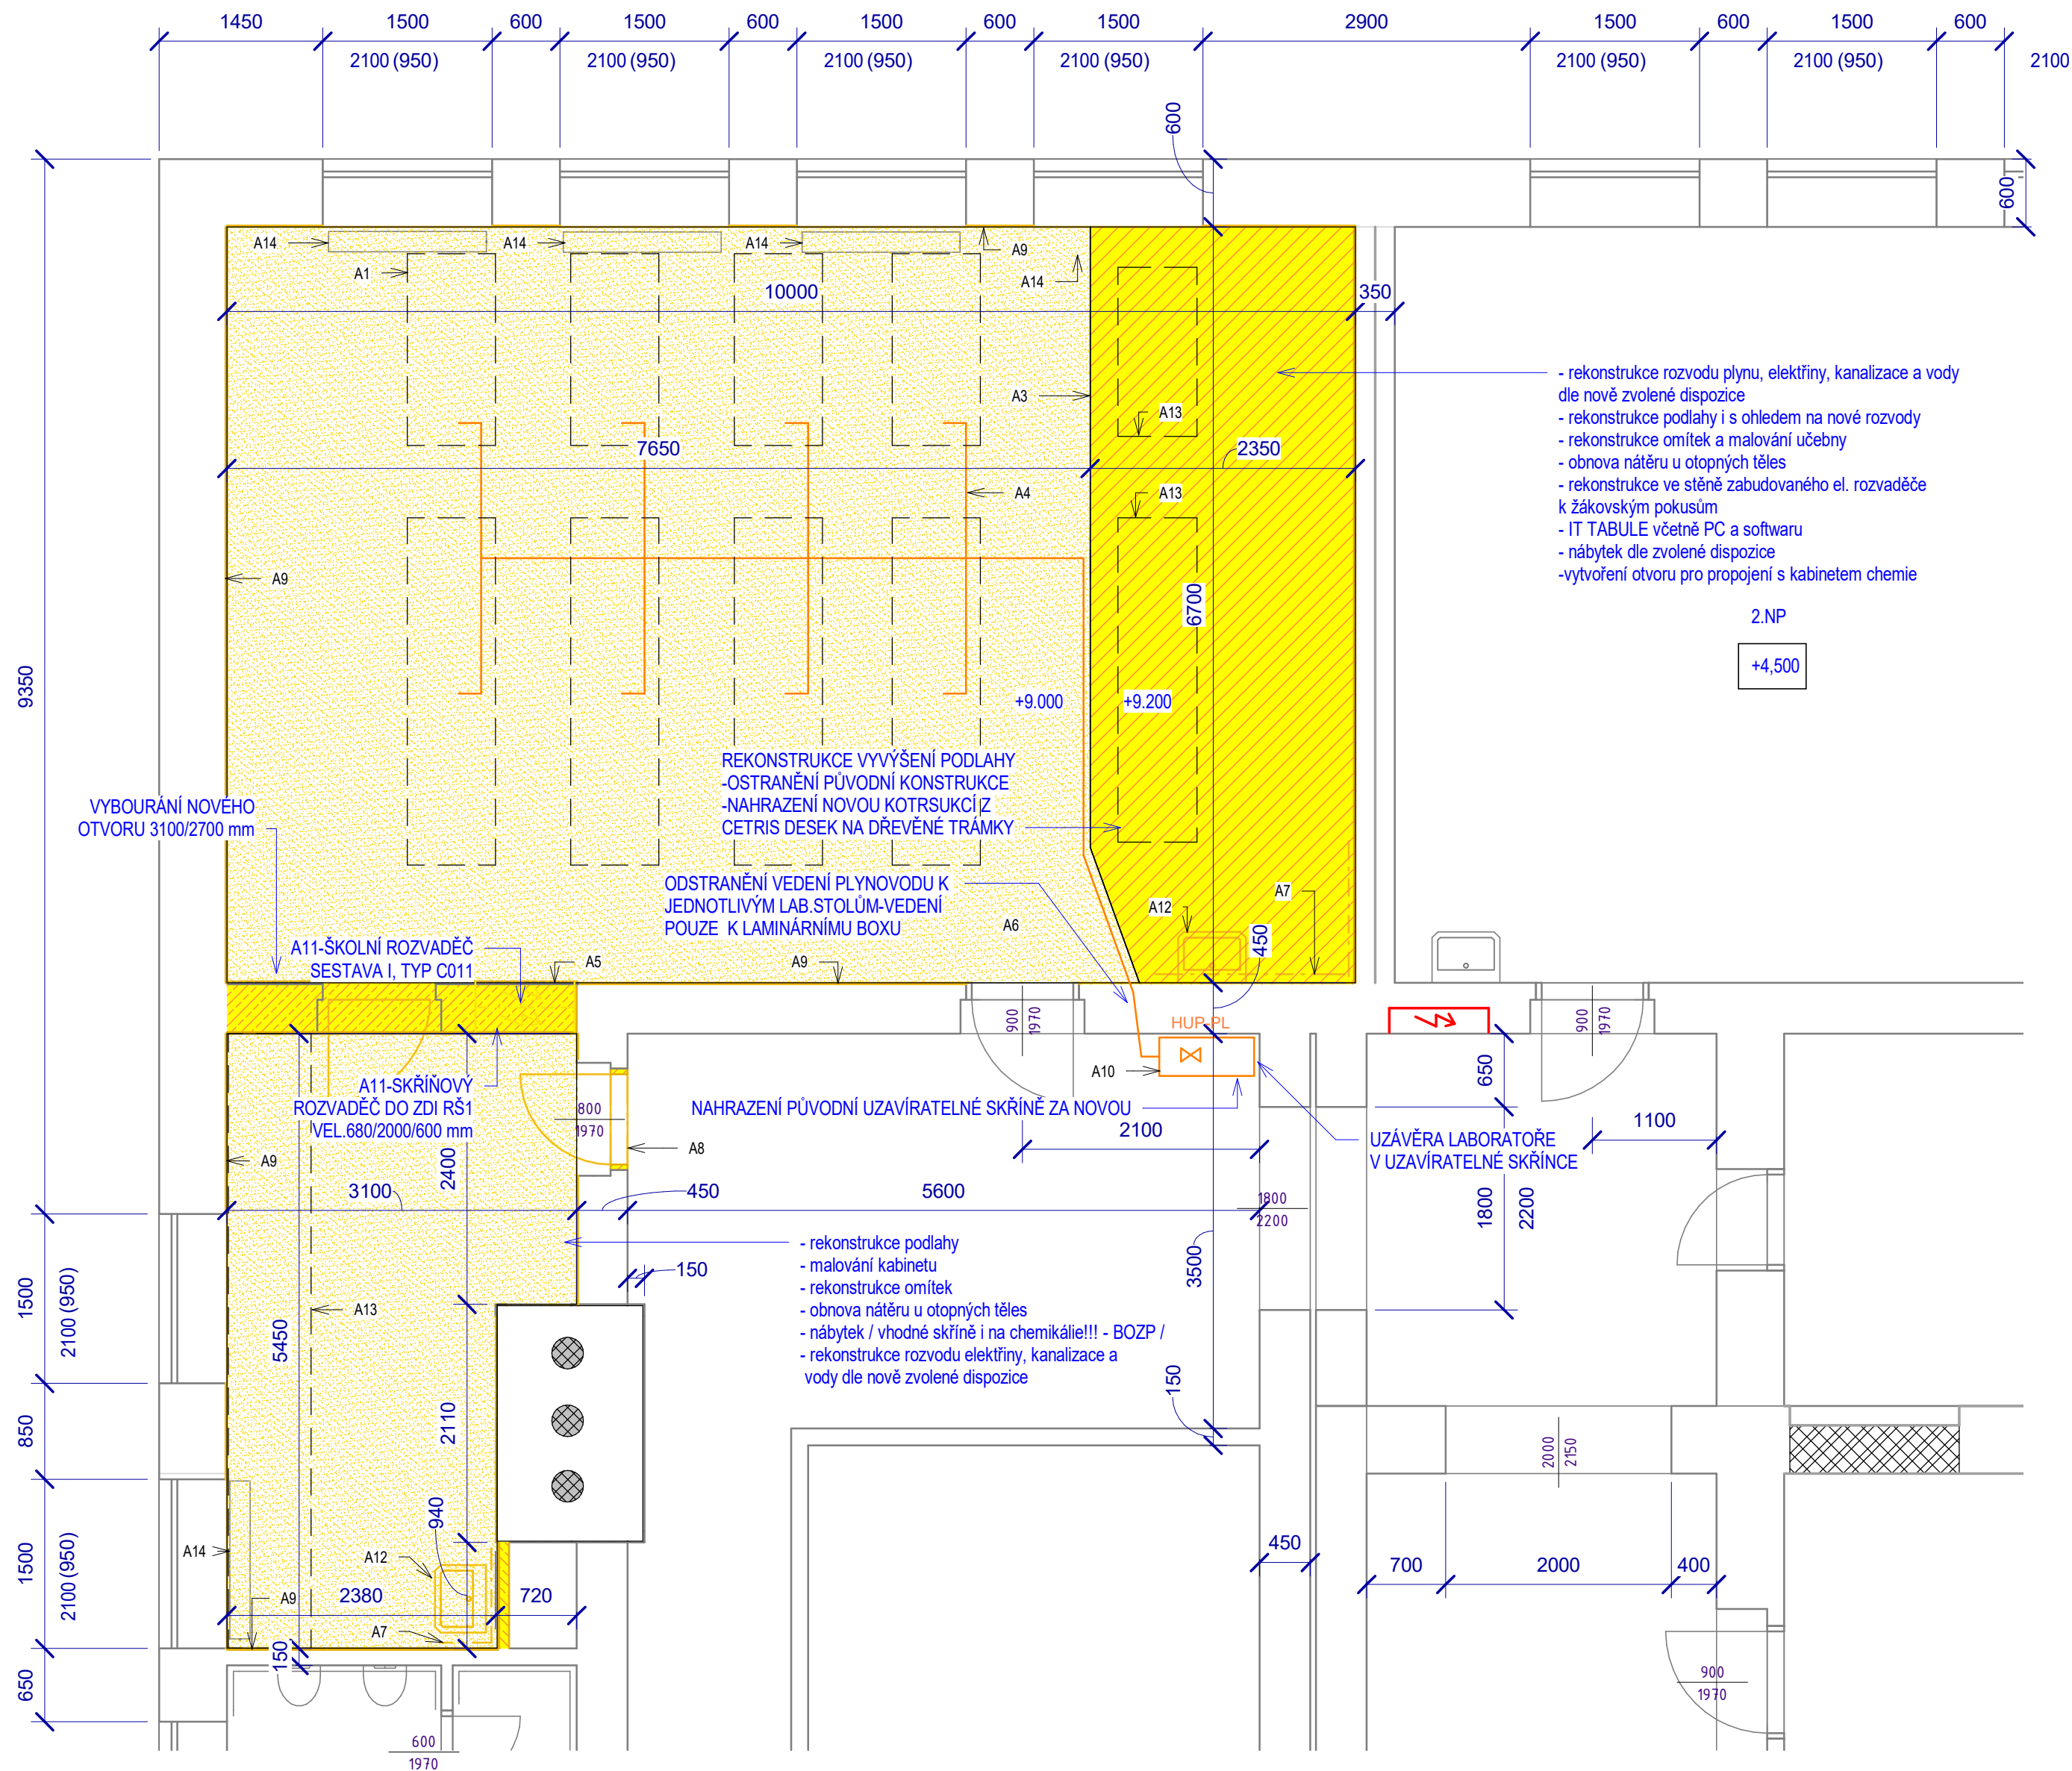 1450
1500
600
1500
600
1500
600
1500
2900
1500
600
1500
600
2100 (950)
2100 (950)
2100 (950)
2100 (950)
2100 (950)
2100 (950)
2100
600
600
A14
A14
A14
A9
A1
A14
10000
350
- rekonstrukce rozvodu plynu, elektřiny, kanalizace a vody
dle nově zvolené dispozice
- rekonstrukce podlahy i s ohledem na nové rozvody
- rekonstrukce omítek a malování učebny
- obnova nátěru u otopných těles
- rekonstrukce ve stěně zabudovaného el. rozvaděče
k žákovským pokusům
- IT TABULE včetně PC a softwaru
- nábytek dle zvolené dispozice
-vytvoření otvoru pro propojení s kabinetem chemie
A3
A13
7650
2350
A4
A13
A9
6700
2.NP
+4,500
9350
+9.000
+9.200
REKONSTRUKCE VYVÝŠENÍ PODLAHY
-OSTRANĚNÍ PŮVODNÍ KONSTRUKCE
-NAHRAZENÍ NOVOU KOTRSUKCÍ Z
CETRIS DESEK NA DŘEVĚNÉ TRÁMKY
VYBOURÁNÍ NOVÉHO
OTVORU 3100/2700 mm
ODSTRANĚNÍ VEDENÍ PLYNOVODU K
JEDNOTLIVÝM LAB.STOLŮM-VEDENÍ
POUZE K LAMINÁRNÍMU BOXU
A7
A12
A6
450
A11-ŠKOLNÍ ROZVADĚČ
SESTAVA I, TYP C011
A5
A9
900
1970
HUP-PL
900
1970
A10
650
A11-SKŘÍŇOVÝ
ROZVADĚČ DO ZDI RŠ1
VEL.680/2000/600 mm
800
1970
NAHRAZENÍ PŮVODNÍ UZAVÍRATELNÉ SKŘÍNĚ ZA NOVOU
2100
1100
UZÁVĚRA LABORATOŘE
V UZAVÍRATELNÉ SKŘÍNCE
A8
A9
2400
3100
450
5600
1800
2200
1800
2200
- rekonstrukce podlahy
- malování kabinetu
- rekonstrukce omítek
- obnova nátěru u otopných těles
- nábytek / vhodné skříně i na chemikálie!!! - BOZP /
- rekonstrukce rozvodu elektřiny, kanalizace a
vody dle nově zvolené dispozice
150
3500
1500
2100 (950)
A13
5450
150
850
2110
2000
2150
940
A14
A12
450
700
2000
400
1500
2100 (950)
2380
720
A9
A7
150
650
900
1970
600
1970